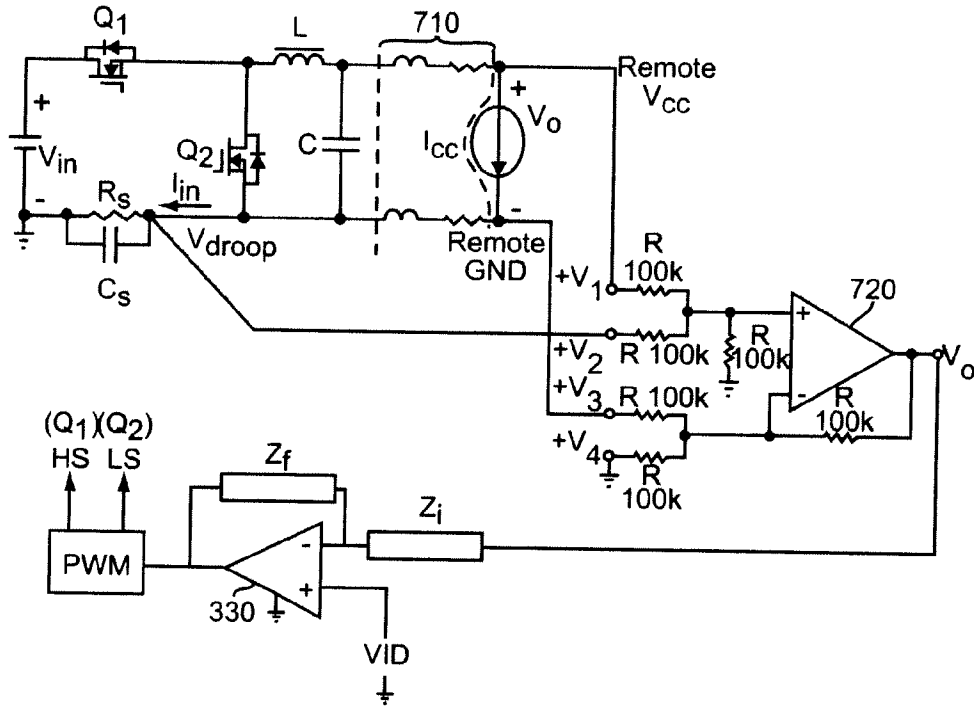 Q1
L
710
Remote
Vcc
+
Vo
Icc
-
+
Vin
-
Q2
C
Rs
Iin
Vdroop
Cs
Remote
GND
R
100k
+V1
+V2
R 100k
R
100k
+
-
720
Vo
+V3
R 100k
R
100k
+V4
R
100k
(Q1)(Q2)
HS LS
Zf
Zi
PWM
-
+
330
VID